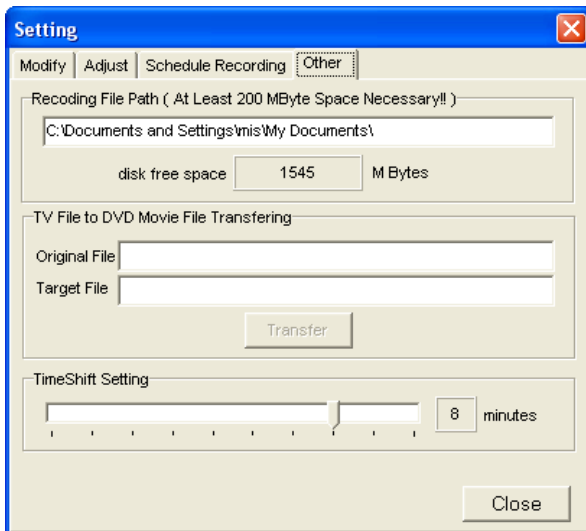 Setting
Modify Adjust Schedule Recording Other
Recoding File Path ( At Least 200 MByte Space Necessary!! )
C:\Documents and Settings\mis\My Documents\
disk free space 1545 M Bytes
TV File to DVD Movie File Transfering
Original File
Target File
Transfer
TimeShift Setting
8 minutes
Close